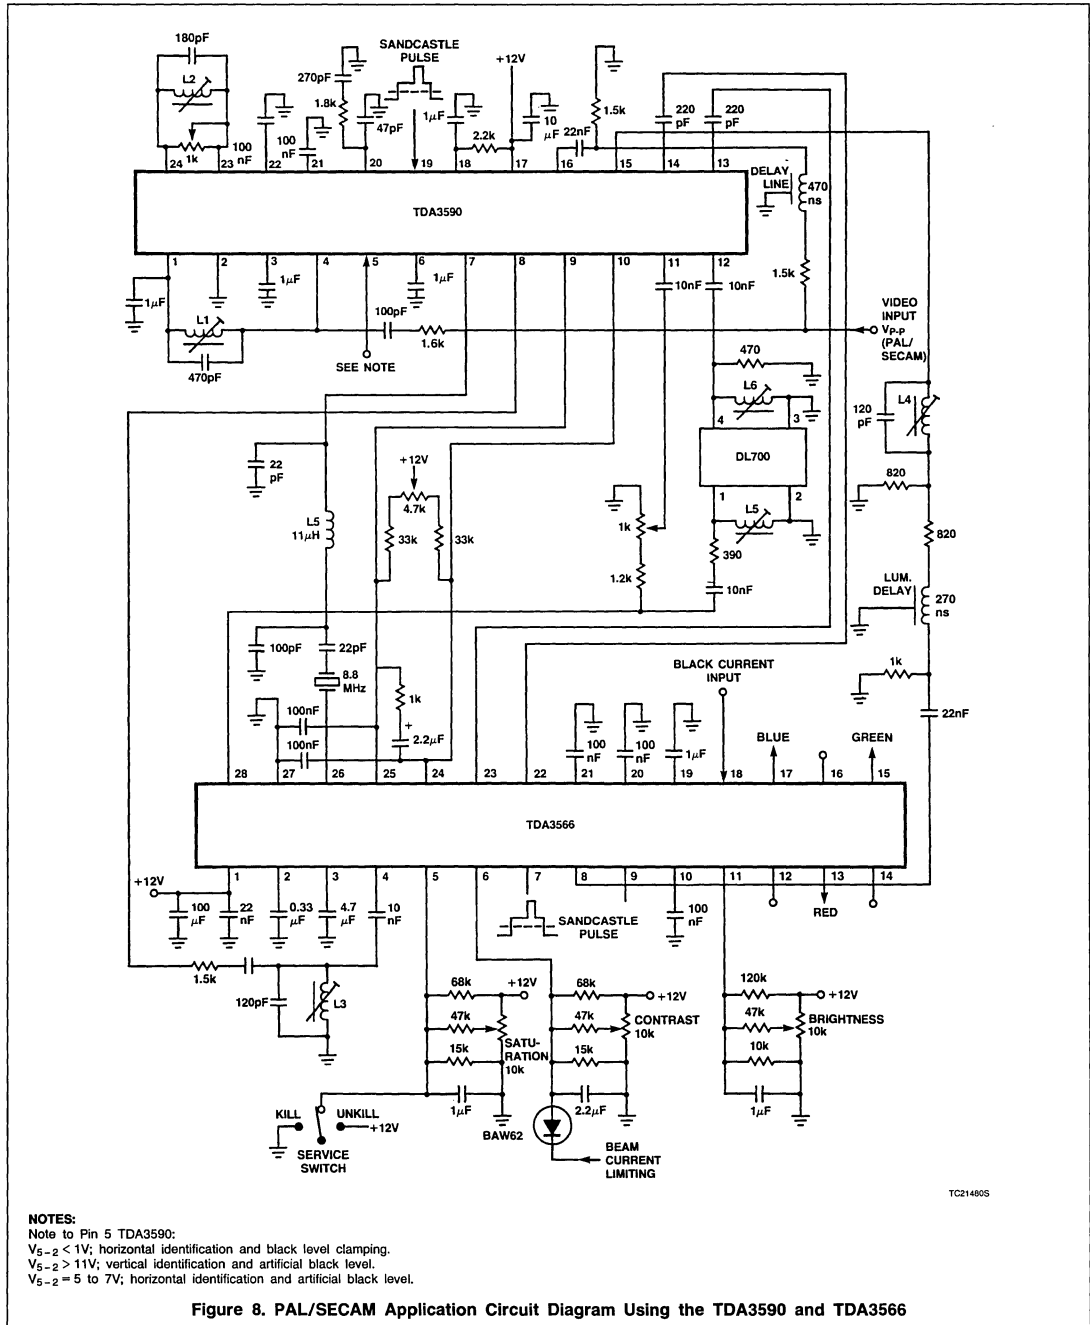 180pF
L2
1k
24
23
100
nF
22
100
nF
21
270pF
1.8k
47pF
20
SANDCASTLE
PULSE
19
1µF
18
2.2k
+12V
17
10
µF
22nF
16
1.5k
15
220
pF
14
220
pF
13
DELAY
LINE
470
ns
TDA3590
1
2
3
4
5
6
7
8
9
10
11
12
1µF
1µF
1µF
10nF
10nF
1.5k
L1
470pF
100pF
1.6k
SEE NOTE
VIDEO
INPUT
VP-P
(PAL/
SECAM)
470
L6
4
3
DL700
1
2
L5
390
10nF
120
pF
L4
820
820
LUM.
DELAY
270
ns
1k
22nF
22
pF
L5
11µH
+12V
4.7k
33k
33k
1k
1.2k
100pF
22pF
8.8
MHz
100nF
100nF
1k
+
2.2µF
BLACK CURRENT
INPUT
100
nF
100
nF
1µF
BLUE
GREEN
28
27
26
25
24
23
22
21
20
19
18
17
16
15
TDA3566
1
2
3
4
5
6
7
8
9
10
11
12
13
14
+12V
100
µF
22
nF
0.33
µF
4.7
µF
10
nF
SANDCASTLE
PULSE
100
nF
RED
1.5k
120pF
L3
68k
+12V
47k
SATU-
RATION
10k
15k
1µF
68k
+12V
47k
CONTRAST
10k
15k
2.2µF
120k
+12V
47k
BRIGHTNESS
10k
10k
1µF
KILL
UNKILL
+12V
SERVICE
SWITCH
BAW62
BEAM
CURRENT
LIMITING
TC21480S
NOTES:
Note to Pin 5 TDA3590:
V5-2 < 1V; horizontal identification and black level clamping.
V5-2 > 11V; vertical identification and artificial black level.
V5-2 = 5 to 7V; horizontal identification and artificial black level.
Figure 8. PAL/SECAM Application Circuit Diagram Using the TDA3590 and TDA3566